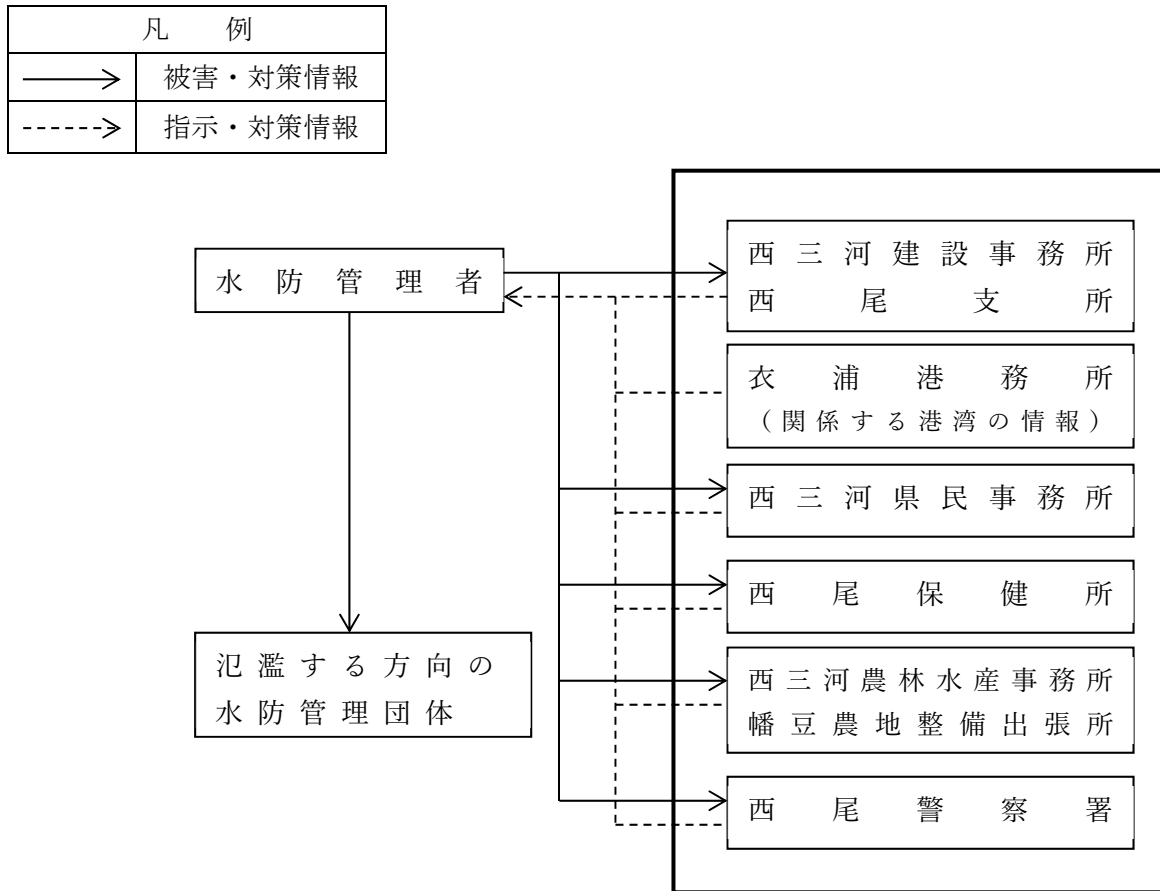 凡例
被害・対策情報
指示・対策情報
水防管理者
氾濫する方向の
水防管理団体
西三河建設事務所
西尾支所
衣浦港務所
（関係する港湾の情報）
西三河県民事務所
西尾保健所
西三河農林水産事務所
幡豆農地整備出張所
西尾警察署